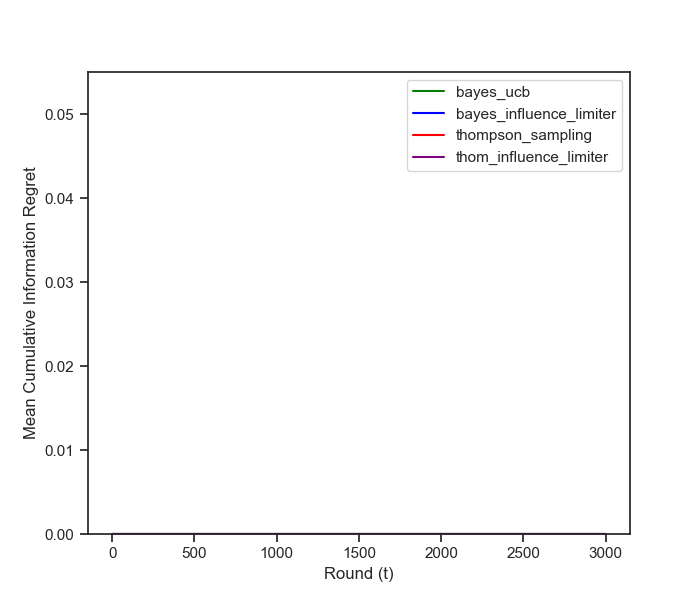 bayes_ucb
bayes_influence_limiter
thompson_sampling
thom_influence_limiter
Mean Cumulative Information Regret
0.05
0.04
0.03
0.02
0.01
0.00
0 500 1000 1500 2000 2500 3000
Round (t)